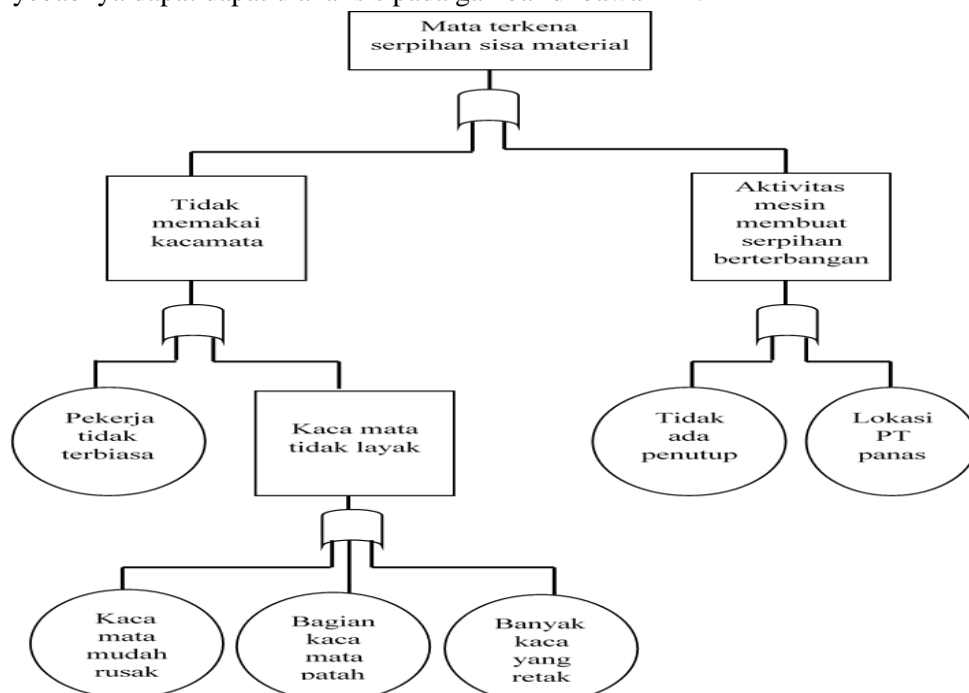 Mata terkena
serpihan sisa material
Tidak
memakai
kacamata
Aktivitas
mesin
membuat
serpihan
berterbangan
Pekerja
tidak
terbiasa
Kaca mata
tidak layak
Tidak
ada
penutup
Lokasi
PT
panas
Kaca
mata
mudah
rusak
Bagian
kaca
mata
patah
Banyak
kaca
yang
retak